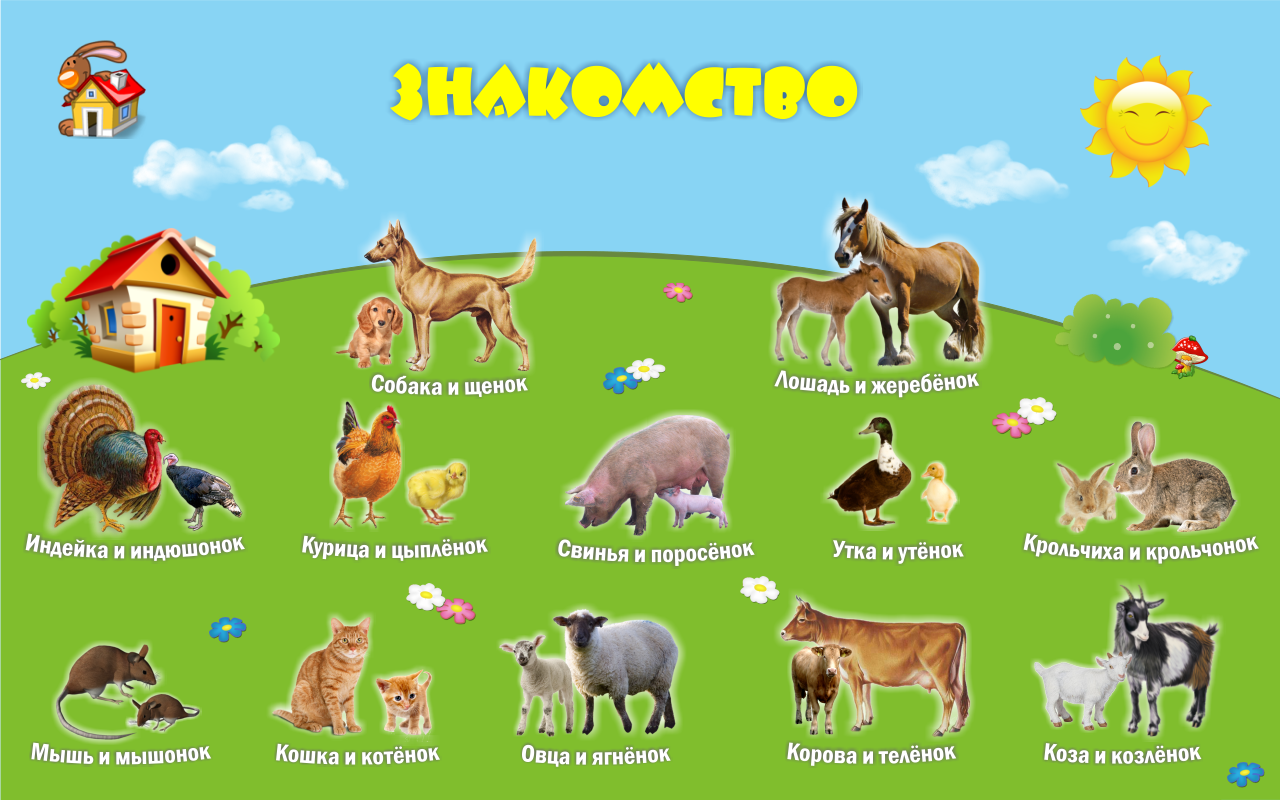 ЗНАКОМСТВО
Собака и щенок
Лошадь и жеребёнок
Индейка и индюшонок
Курица и цыплёнок
Свинья и поросёнок
Утка и утёнок
Крольчиха и крольчонок
Мышь и мышонок
Кошка и котёнок
Овца и ягнёнок
Корова и телёнок
Коза и козлёнок